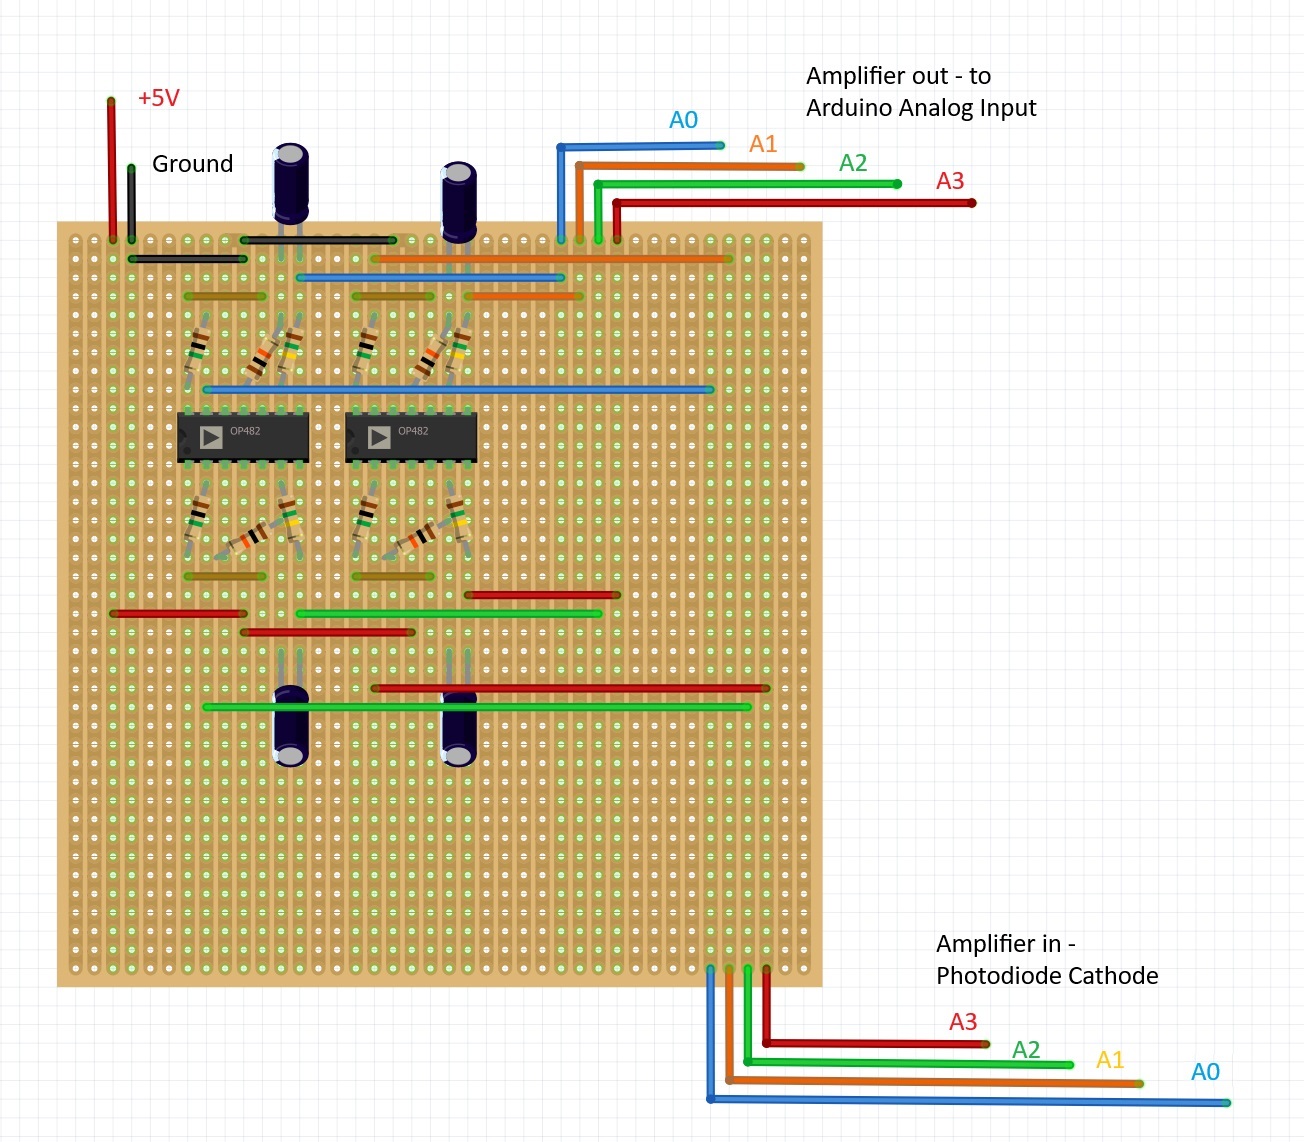 Amplifier out - to
Arduino Analog Input
+5V
A0
A1
Ground
A2
A3
OP482
OP482
Amplifier in -
Photodiode Cathode
A3
A2
A1
A0